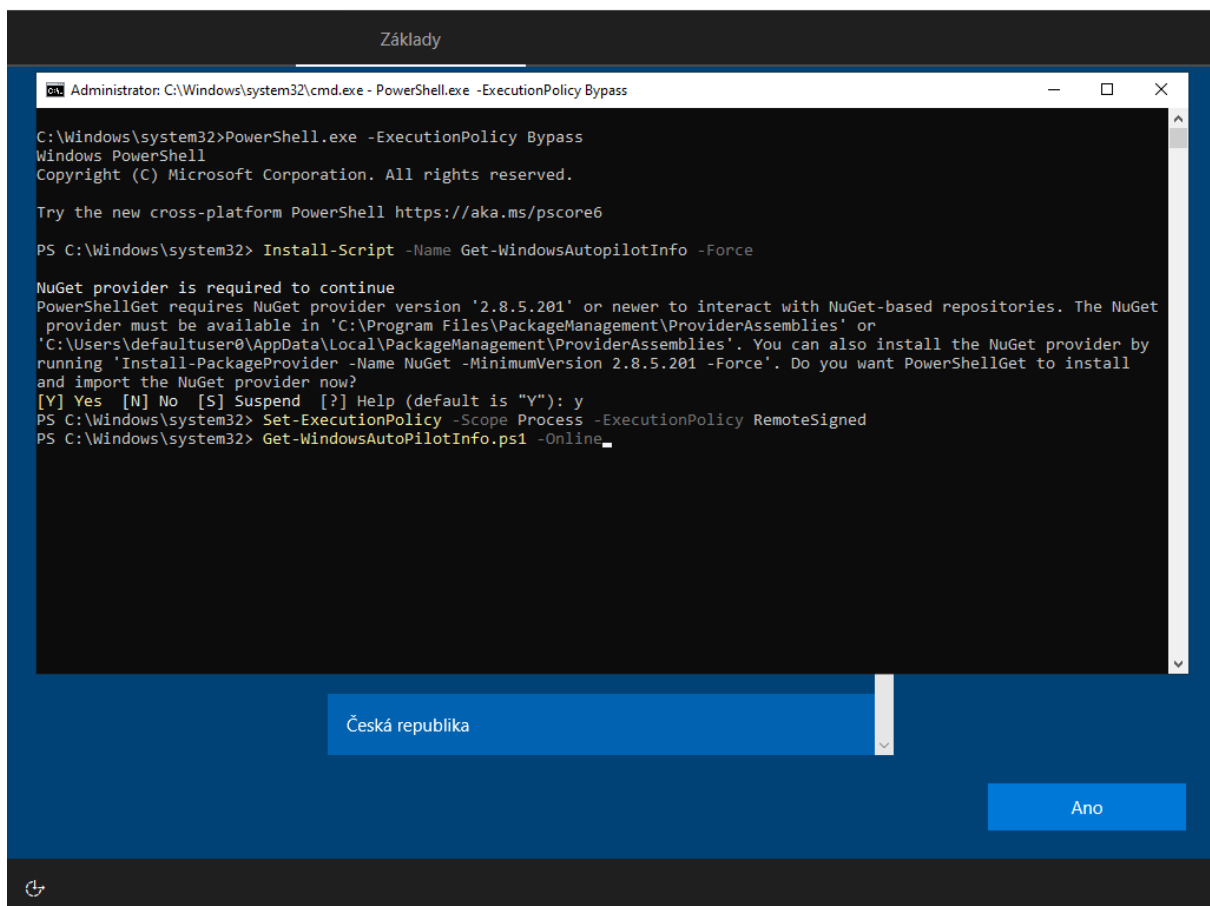 Základy
Administrator: C:\Windows\system32\cmd.exe - PowerShell.exe -ExecutionPolicy Bypass
C:\Windows\system32>PowerShell.exe -ExecutionPolicy Bypass
Windows PowerShell
Copyright (C) Microsoft Corporation. All rights reserved.
Try the new cross-platform PowerShell https://aka.ms/pscore6
PS C:\Windows\system32> Install-Script -Name Get-WindowsAutopilotInfo -Force
NuGet provider is required to continue
PowerShellGet requires NuGet provider version '2.8.5.201' or newer to interact with NuGet-based repositories. The NuGet
provider must be available in 'C:\Program Files\PackageManagement\ProviderAssemblies' or
'C:\Users\defaultuser0\AppData\Local\PackageManagement\ProviderAssemblies'. You can also install the NuGet provider by
running 'Install-PackageProvider -Name NuGet -MinimumVersion 2.8.5.201 -Force'. Do you want PowerShellGet to install
and import the NuGet provider now?
[Y] Yes  [N] No  [S] Suspend  [?] Help (default is "Y"): y
PS C:\Windows\system32> Set-ExecutionPolicy -Scope Process -ExecutionPolicy RemoteSigned
PS C:\Windows\system32> Get-WindowsAutoPilotInfo.ps1 -Online
Česká republika
Ano